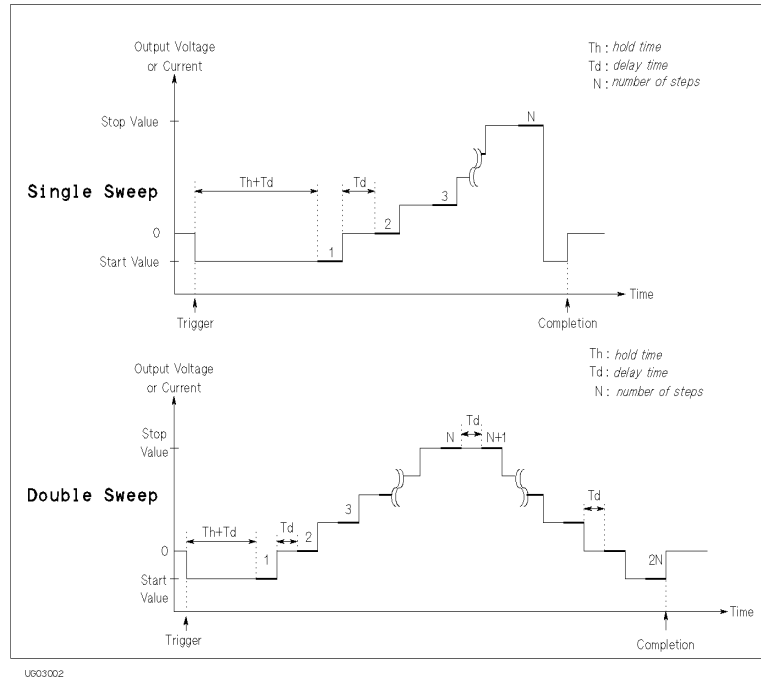 Output Voltage
or Current
Th : hold time
Td : delay time
N : number of steps
Stop Value
N
Single Sweep
Th+Td
Td
3
2
0
1
Start Value
Time
Trigger
Completion
Th : hold time
Td : delay time
N : number of steps
Output Voltage
or Current
Stop
Value
N
Td
N+1
Double Sweep
3
Td
Th+Td
Td
2
0
1
2N
Start
Value
Time
Trigger
Completion
UG03002